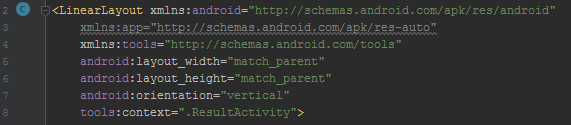 2 <LinearLayout xmlns:android="http://schemas.android.com/apk/res/android"
3 xmlns:app="http://schemas.android.com/apk/res-auto"
4 xmlns:tools="http://schemas.android.com/tools"
5 android:layout_width="match_parent"
6 android:layout_height="match_parent"
7 android:orientation="vertical"
8 tools:context=".ResultActivity">